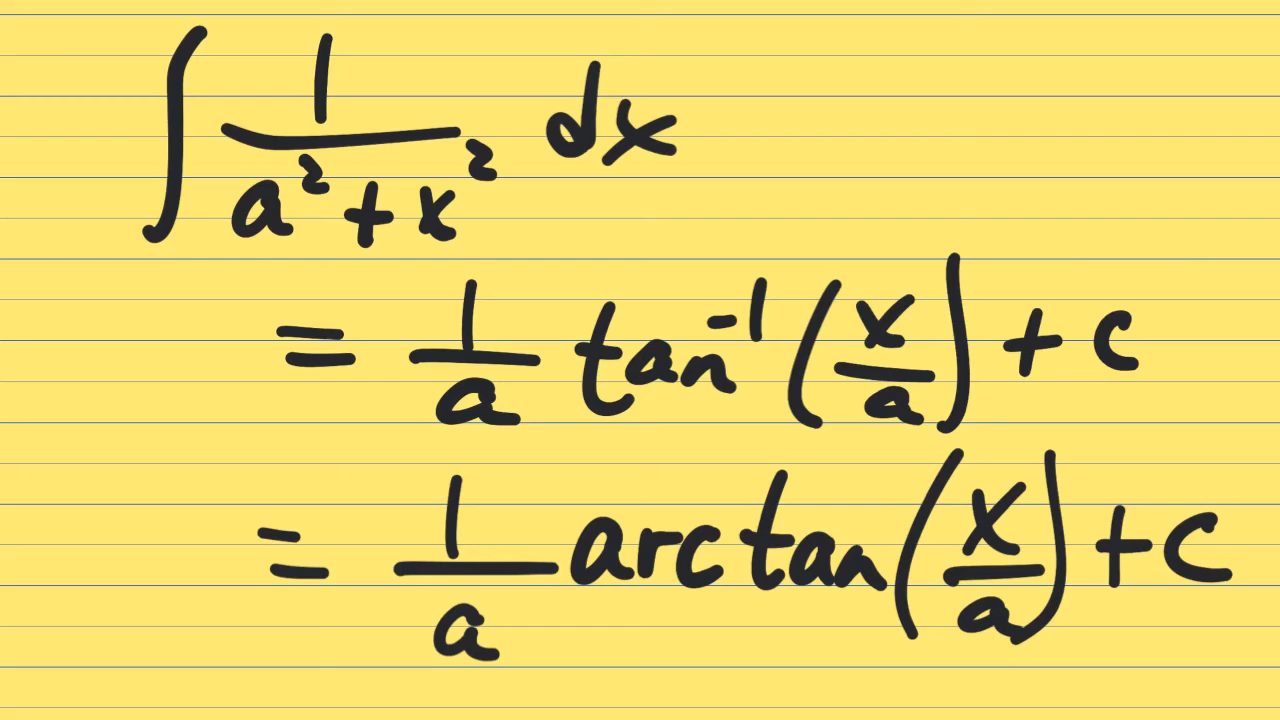 ∫ 1/(a² + x²) dx
= 1/a tan⁻¹(x/a) + c
= 1/a arctan(x/a) + c